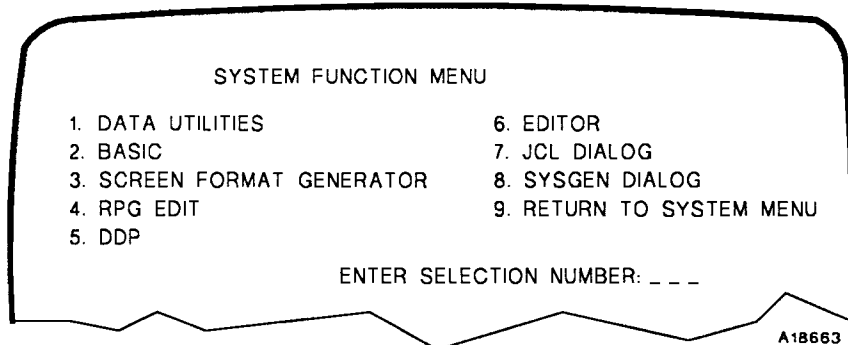 SYSTEM FUNCTION MENU
1. DATA UTILITIES
2. BASIC
3. SCREEN FORMAT GENERATOR
4. RPG EDIT
5. DDP
6. EDITOR
7. JCL DIALOG
8. SYSGEN DIALOG
9. RETURN TO SYSTEM MENU
ENTER SELECTION NUMBER: _ _ _
A18663